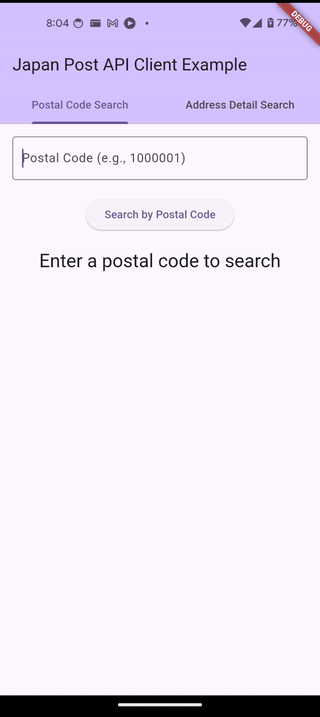 8:04
77%
DEBUG
Japan Post API Client Example
Postal Code Search
Address Detail Search
Postal Code (e.g., 1000001)
Search by Postal Code
Enter a postal code to search